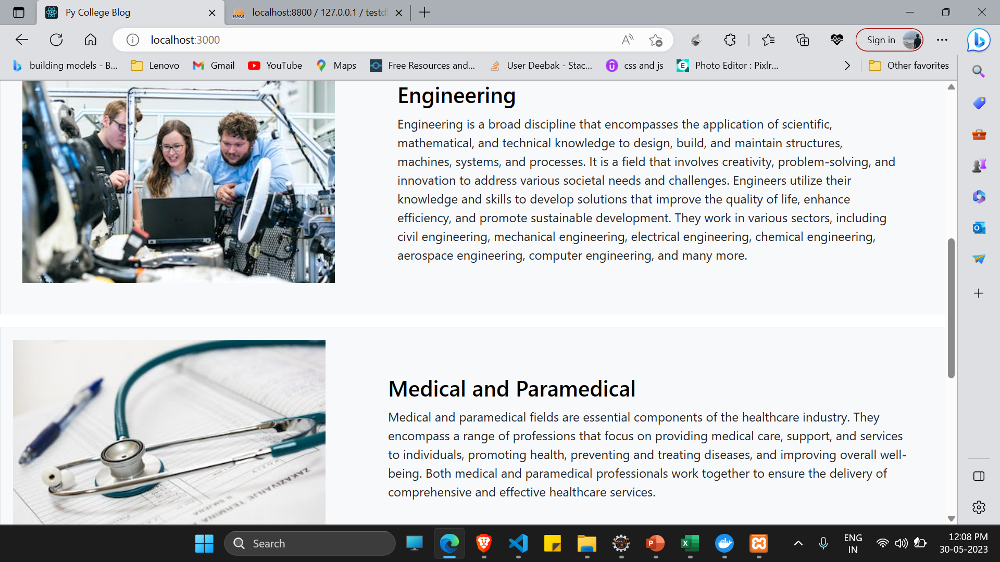 Py College Blog
localhost:8800 / 127.0.0.1 / testdl
localhost:3000
Sign in
building models - B...
Lenovo
Gmail
YouTube
Maps
Free Resources and...
User Deebak - Stac...
css and js
Photo Editor : Pixlr...
Other favorites
Engineering
Engineering is a broad discipline that encompasses the application of scientific,
mathematical, and technical knowledge to design, build, and maintain structures,
machines, systems, and processes. It is a field that involves creativity, problem-solving, and
innovation to address various societal needs and challenges. Engineers utilize their
knowledge and skills to develop solutions that improve the quality of life, enhance
efficiency, and promote sustainable development. They work in various sectors, including
civil engineering, mechanical engineering, electrical engineering, chemical engineering,
aerospace engineering, computer engineering, and many more.
Medical and Paramedical
Medical and paramedical fields are essential components of the healthcare industry. They
encompass a range of professions that focus on providing medical care, support, and services
to individuals, promoting health, preventing and treating diseases, and improving overall well-
being. Both medical and paramedical professionals work together to ensure the delivery of
comprehensive and effective healthcare services.
ZAKAZIVANJE TERMINA
II SMJENA
Search
ENG
IN
12:08 PM
30-05-2023